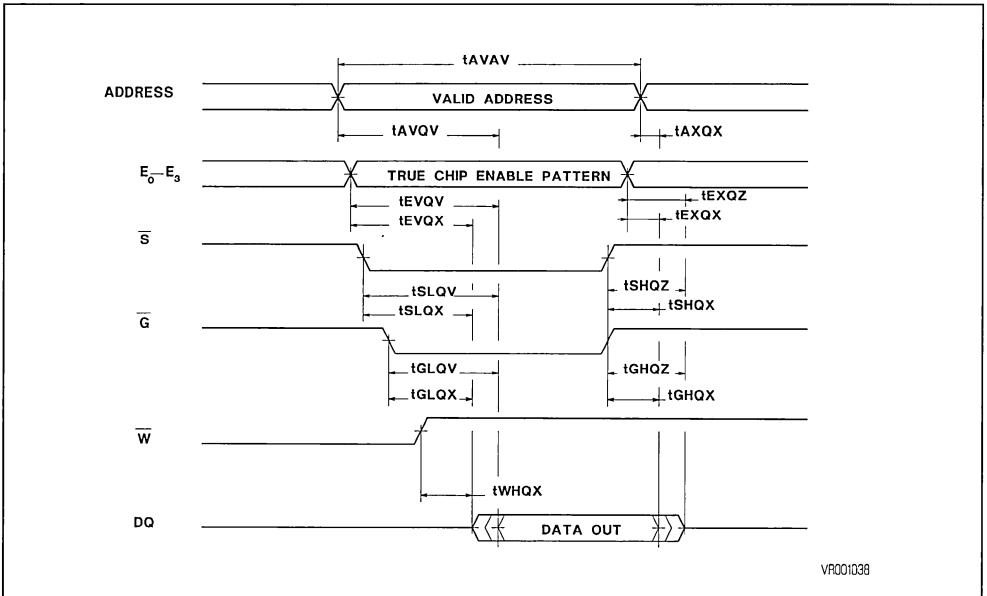 tAVAV
ADDRESS
VALID ADDRESS
tAVQV
tAXQX
E0—E3
TRUE CHIP ENABLE PATTERN
tEXQZ
tEVQV
tEXQX
tEVQX
S
tSHQZ
tSLQV
tSHQX
tSLQX
G
tGHQZ
tGLQV
tGHQX
tGLQX
W
tWHQX
DQ
DATA OUT
VR001038